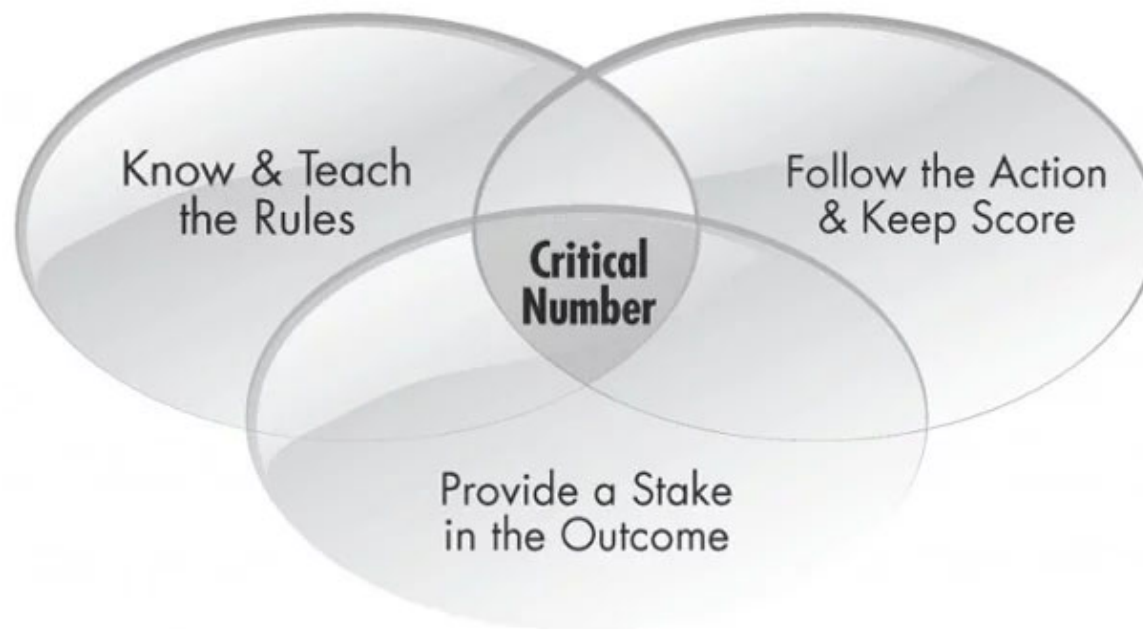 Know & Teach
the Rules
Follow the Action
& Keep Score
Critical
Number
Provide a Stake
in the Outcome